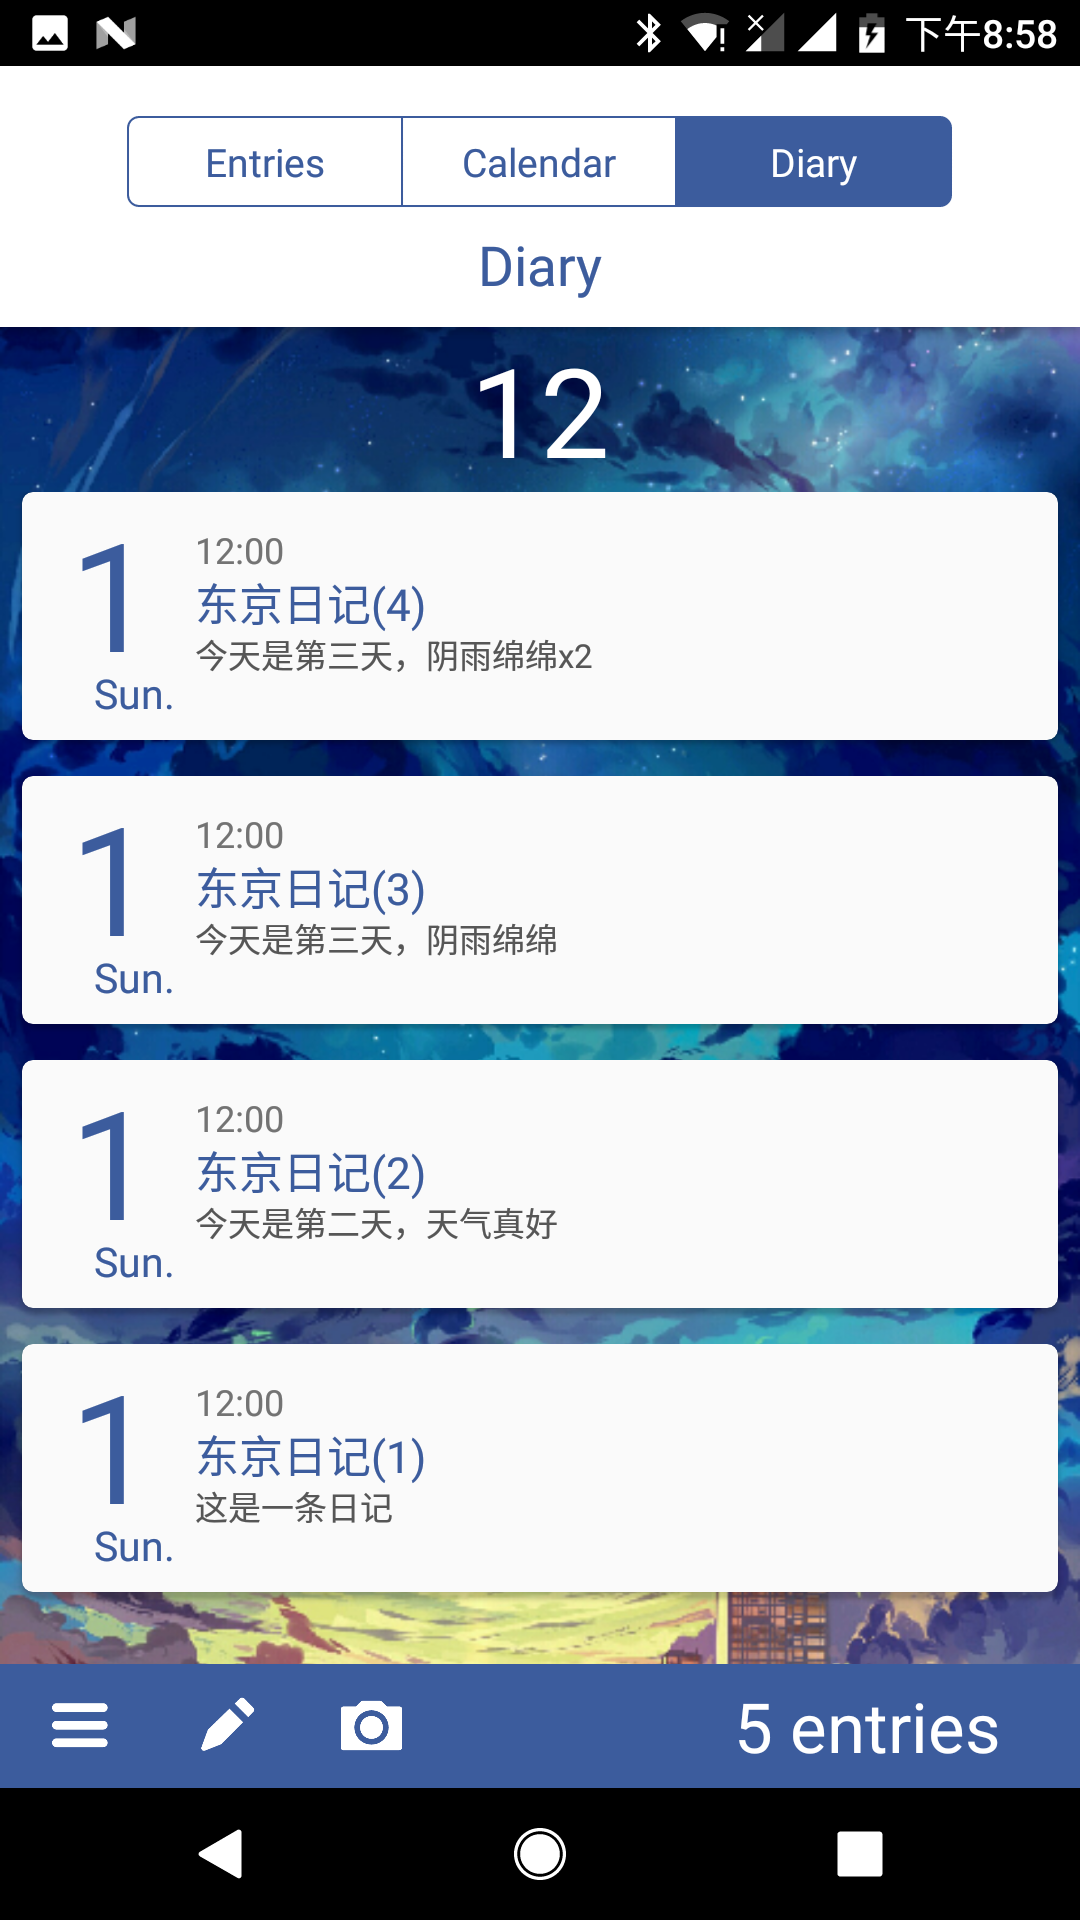 下午8:58
Entries Calendar Diary
Diary
12
1
Sun.
12:00
东京日记(4)
今天是第三天，阴雨绵绵x2
1
Sun.
12:00
东京日记(3)
今天是第三天，阴雨绵绵
1
Sun.
12:00
东京日记(2)
今天是第二天，天气真好
1
Sun.
12:00
东京日记(1)
这是一条日记
5 entries